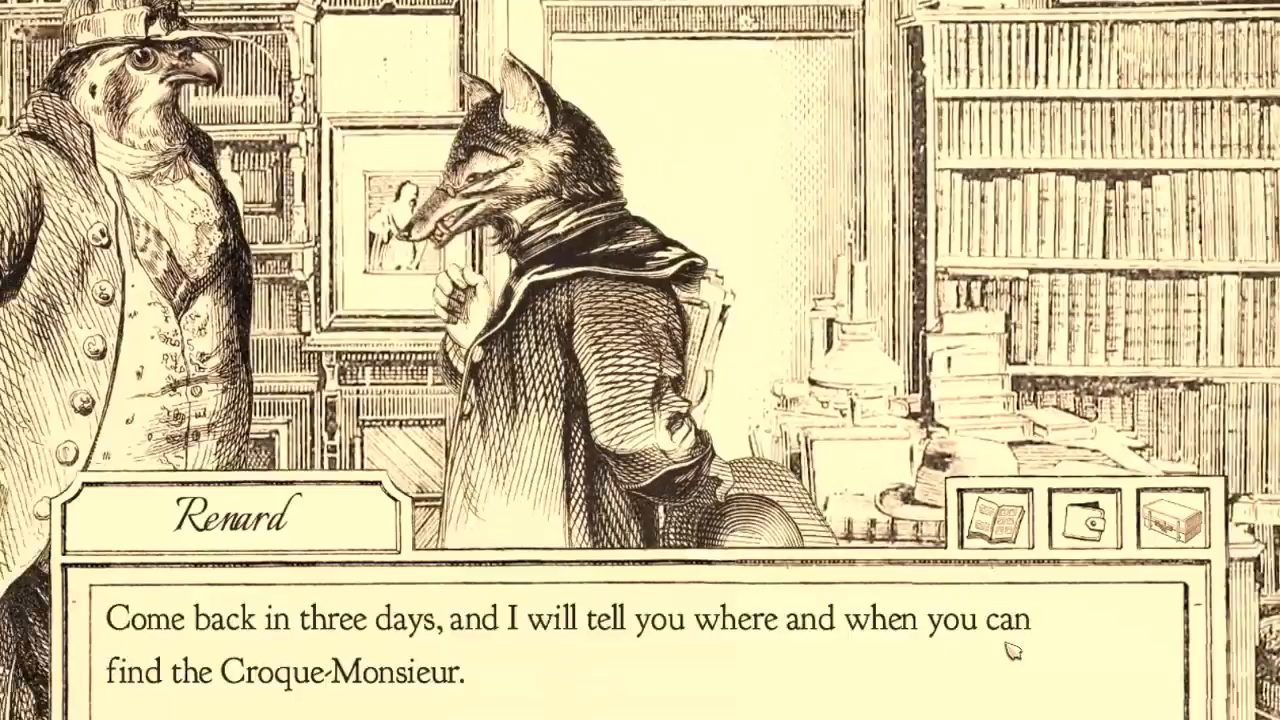 Renard
Come back in three days, and I will tell you where and when you can
find the Croque-Monsieur.